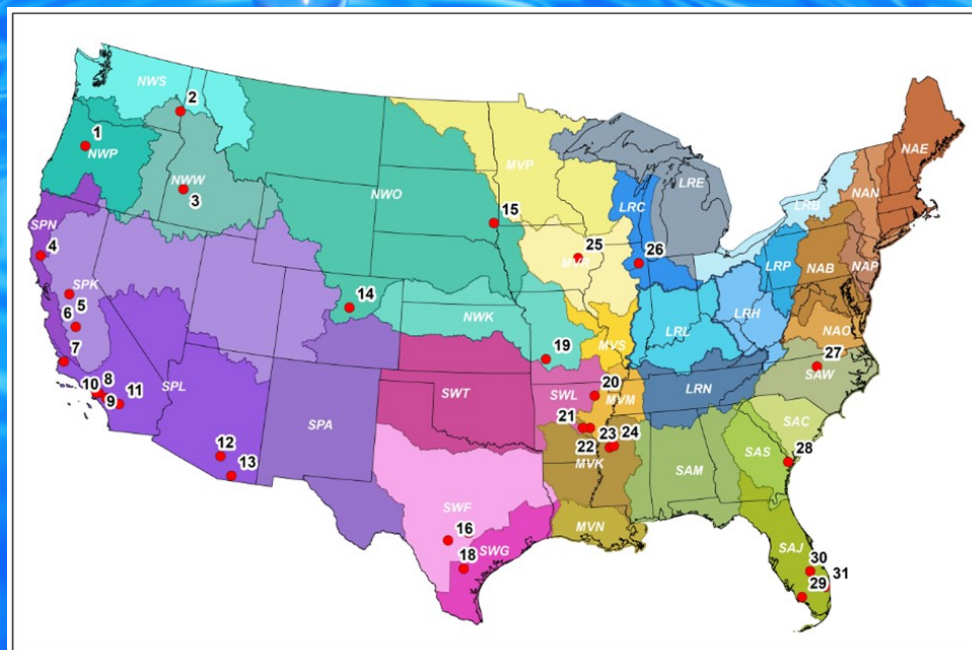 NWS
2
1
NWP
NAE
MVP
NWW
NWO
LRE
NAN
3
LRC
LRB
15
SPN
25
26
4
MVR
LRP
NAP
NAB
SPK
14
5
NWK
LRH
6
LRL
NAO
MVS
7
19
27
SAW
10
8
11
SPL
20
LRN
9
SWT
SWL
MVM
SPA
21
SAC
12
22
23
24
28
13
MVK
SAS
SAM
SWF
16
MVN
SWG
18
SAJ
30
31
29